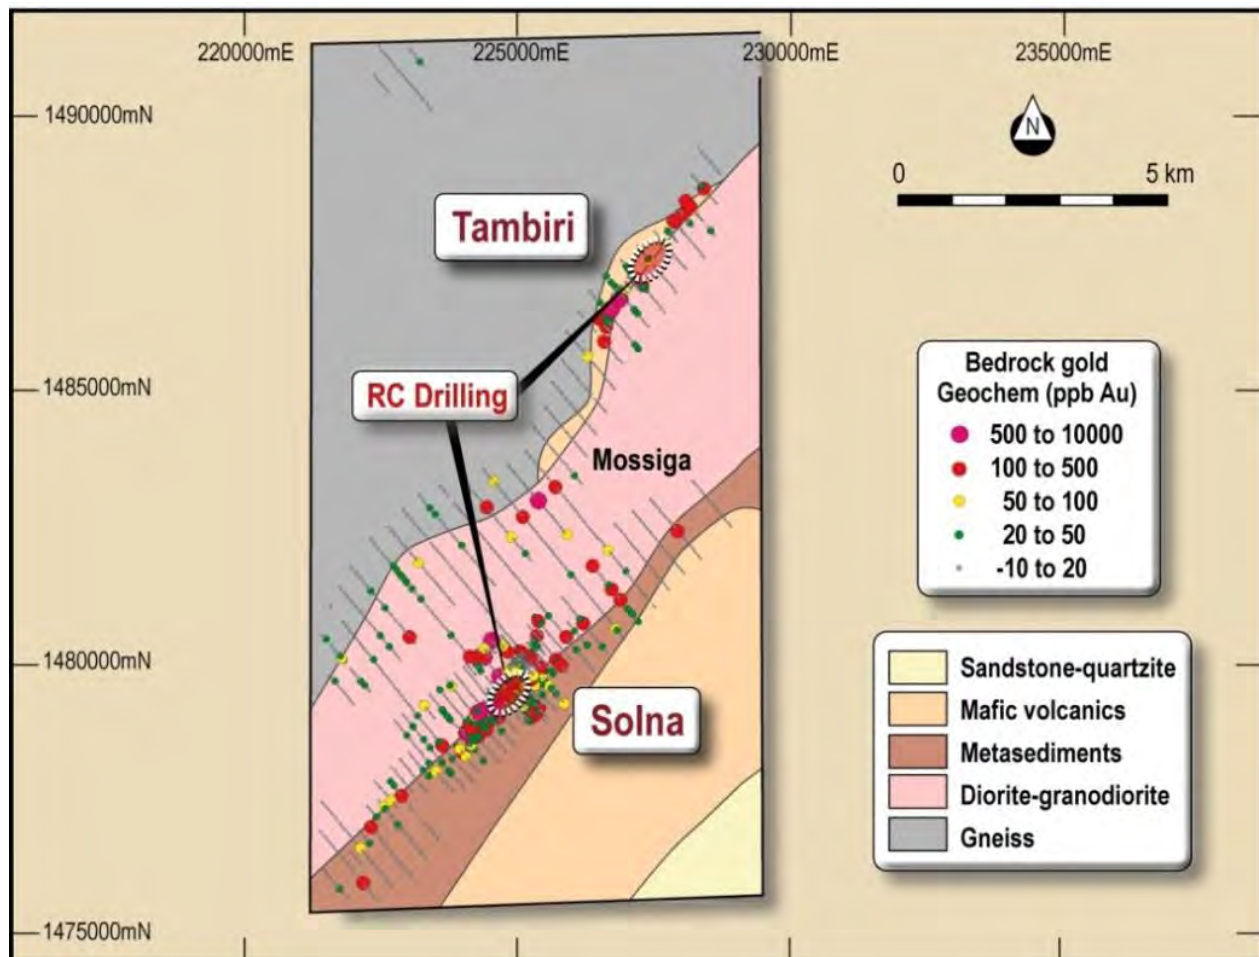 220000mE
225000mE
230000mE
235000mE
1490000mN
N
0
5 km
Tambiri
1485000mN
RC Drilling
Bedrock gold
Geochem (ppb Au)
500 to 10000
100 to 500
50 to 100
20 to 50
-10 to 20
Mossiga
1480000mN
Solna
Sandstone-quartzite
Mafic volcanics
Metasediments
Diorite-granodiorite
Gneiss
1475000mN